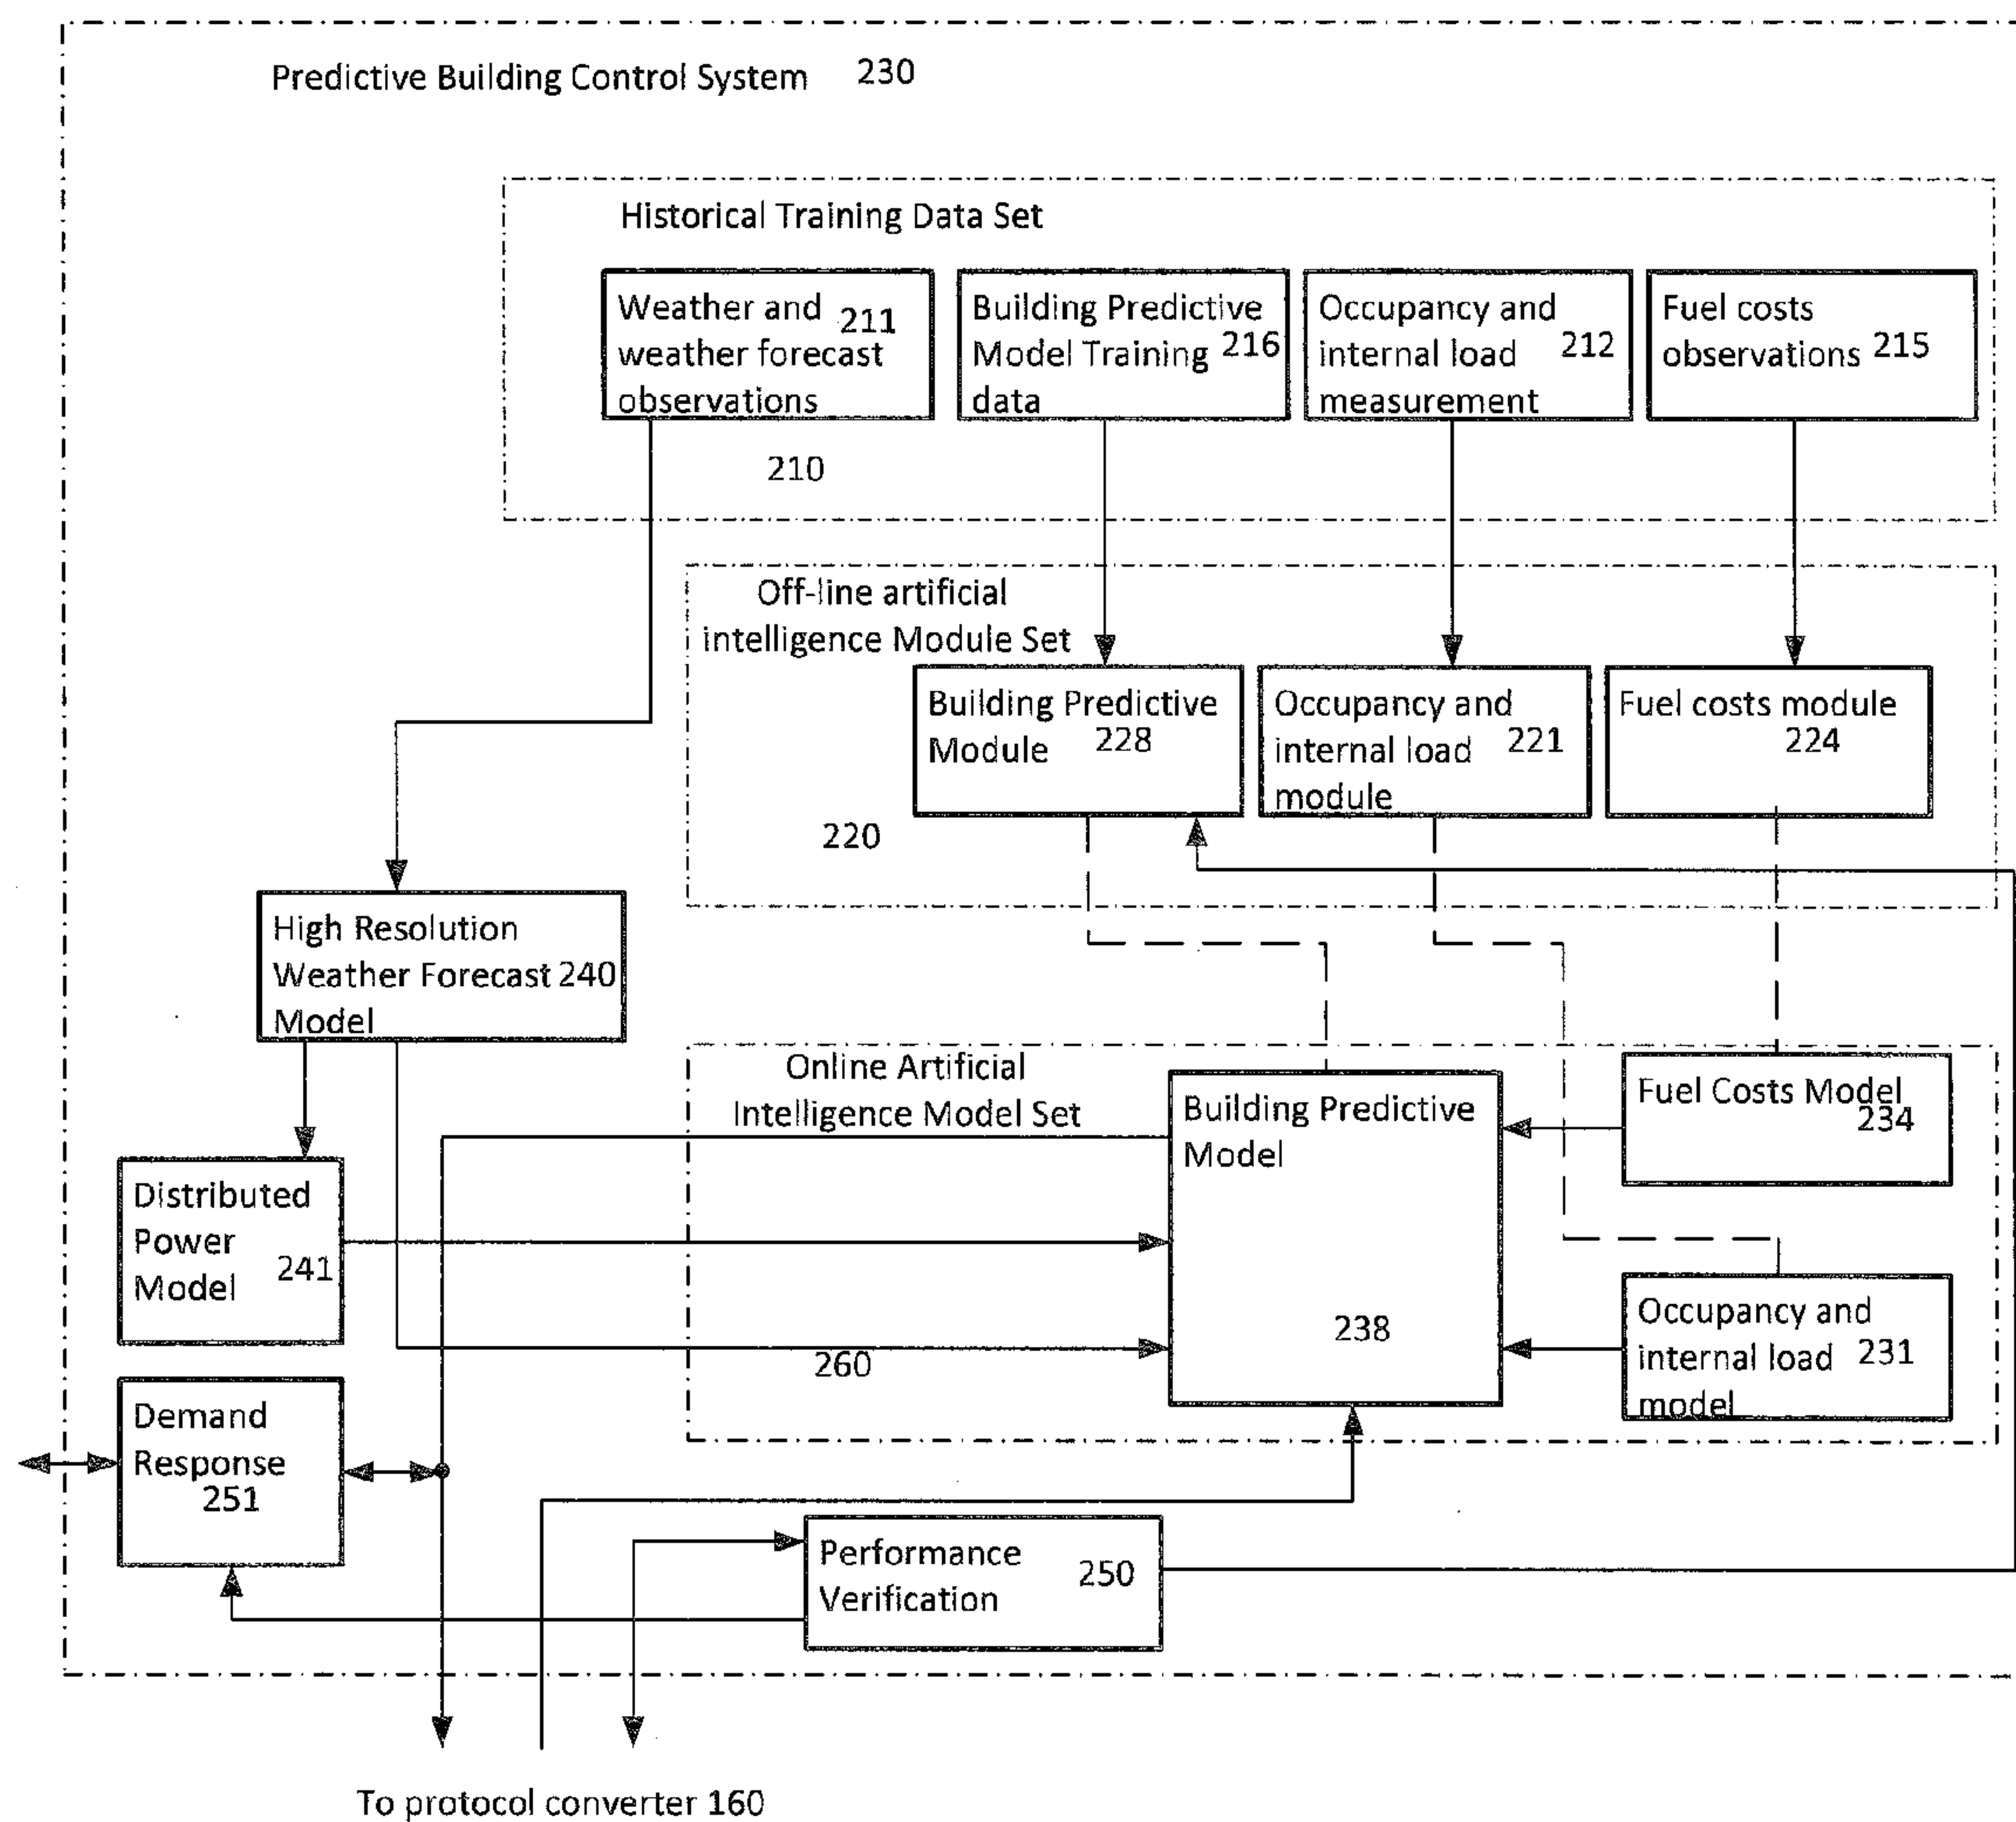 Predictive Building Control System 230
Historical Training Data Set
Weather and 211
weather forecast
observations
Building Predictive
Model Training 216
data
Occupancy and
internal load 212
measurement
Fuel costs
observations 215
210
Off-line artificial
intelligence Module Set
Building Predictive
Module 228
Occupancy and
internal load 221
module
Fuel costs module
224
220
High Resolution
Weather Forecast 240
Model
Online Artificial
Intelligence Model Set
Building Predictive
Model
238
Fuel Costs Model
234
Distributed
Power
Model 241
Occupancy and
internal load 231
model
260
Demand
Response
251
Performance
Verification 250
To protocol converter 160